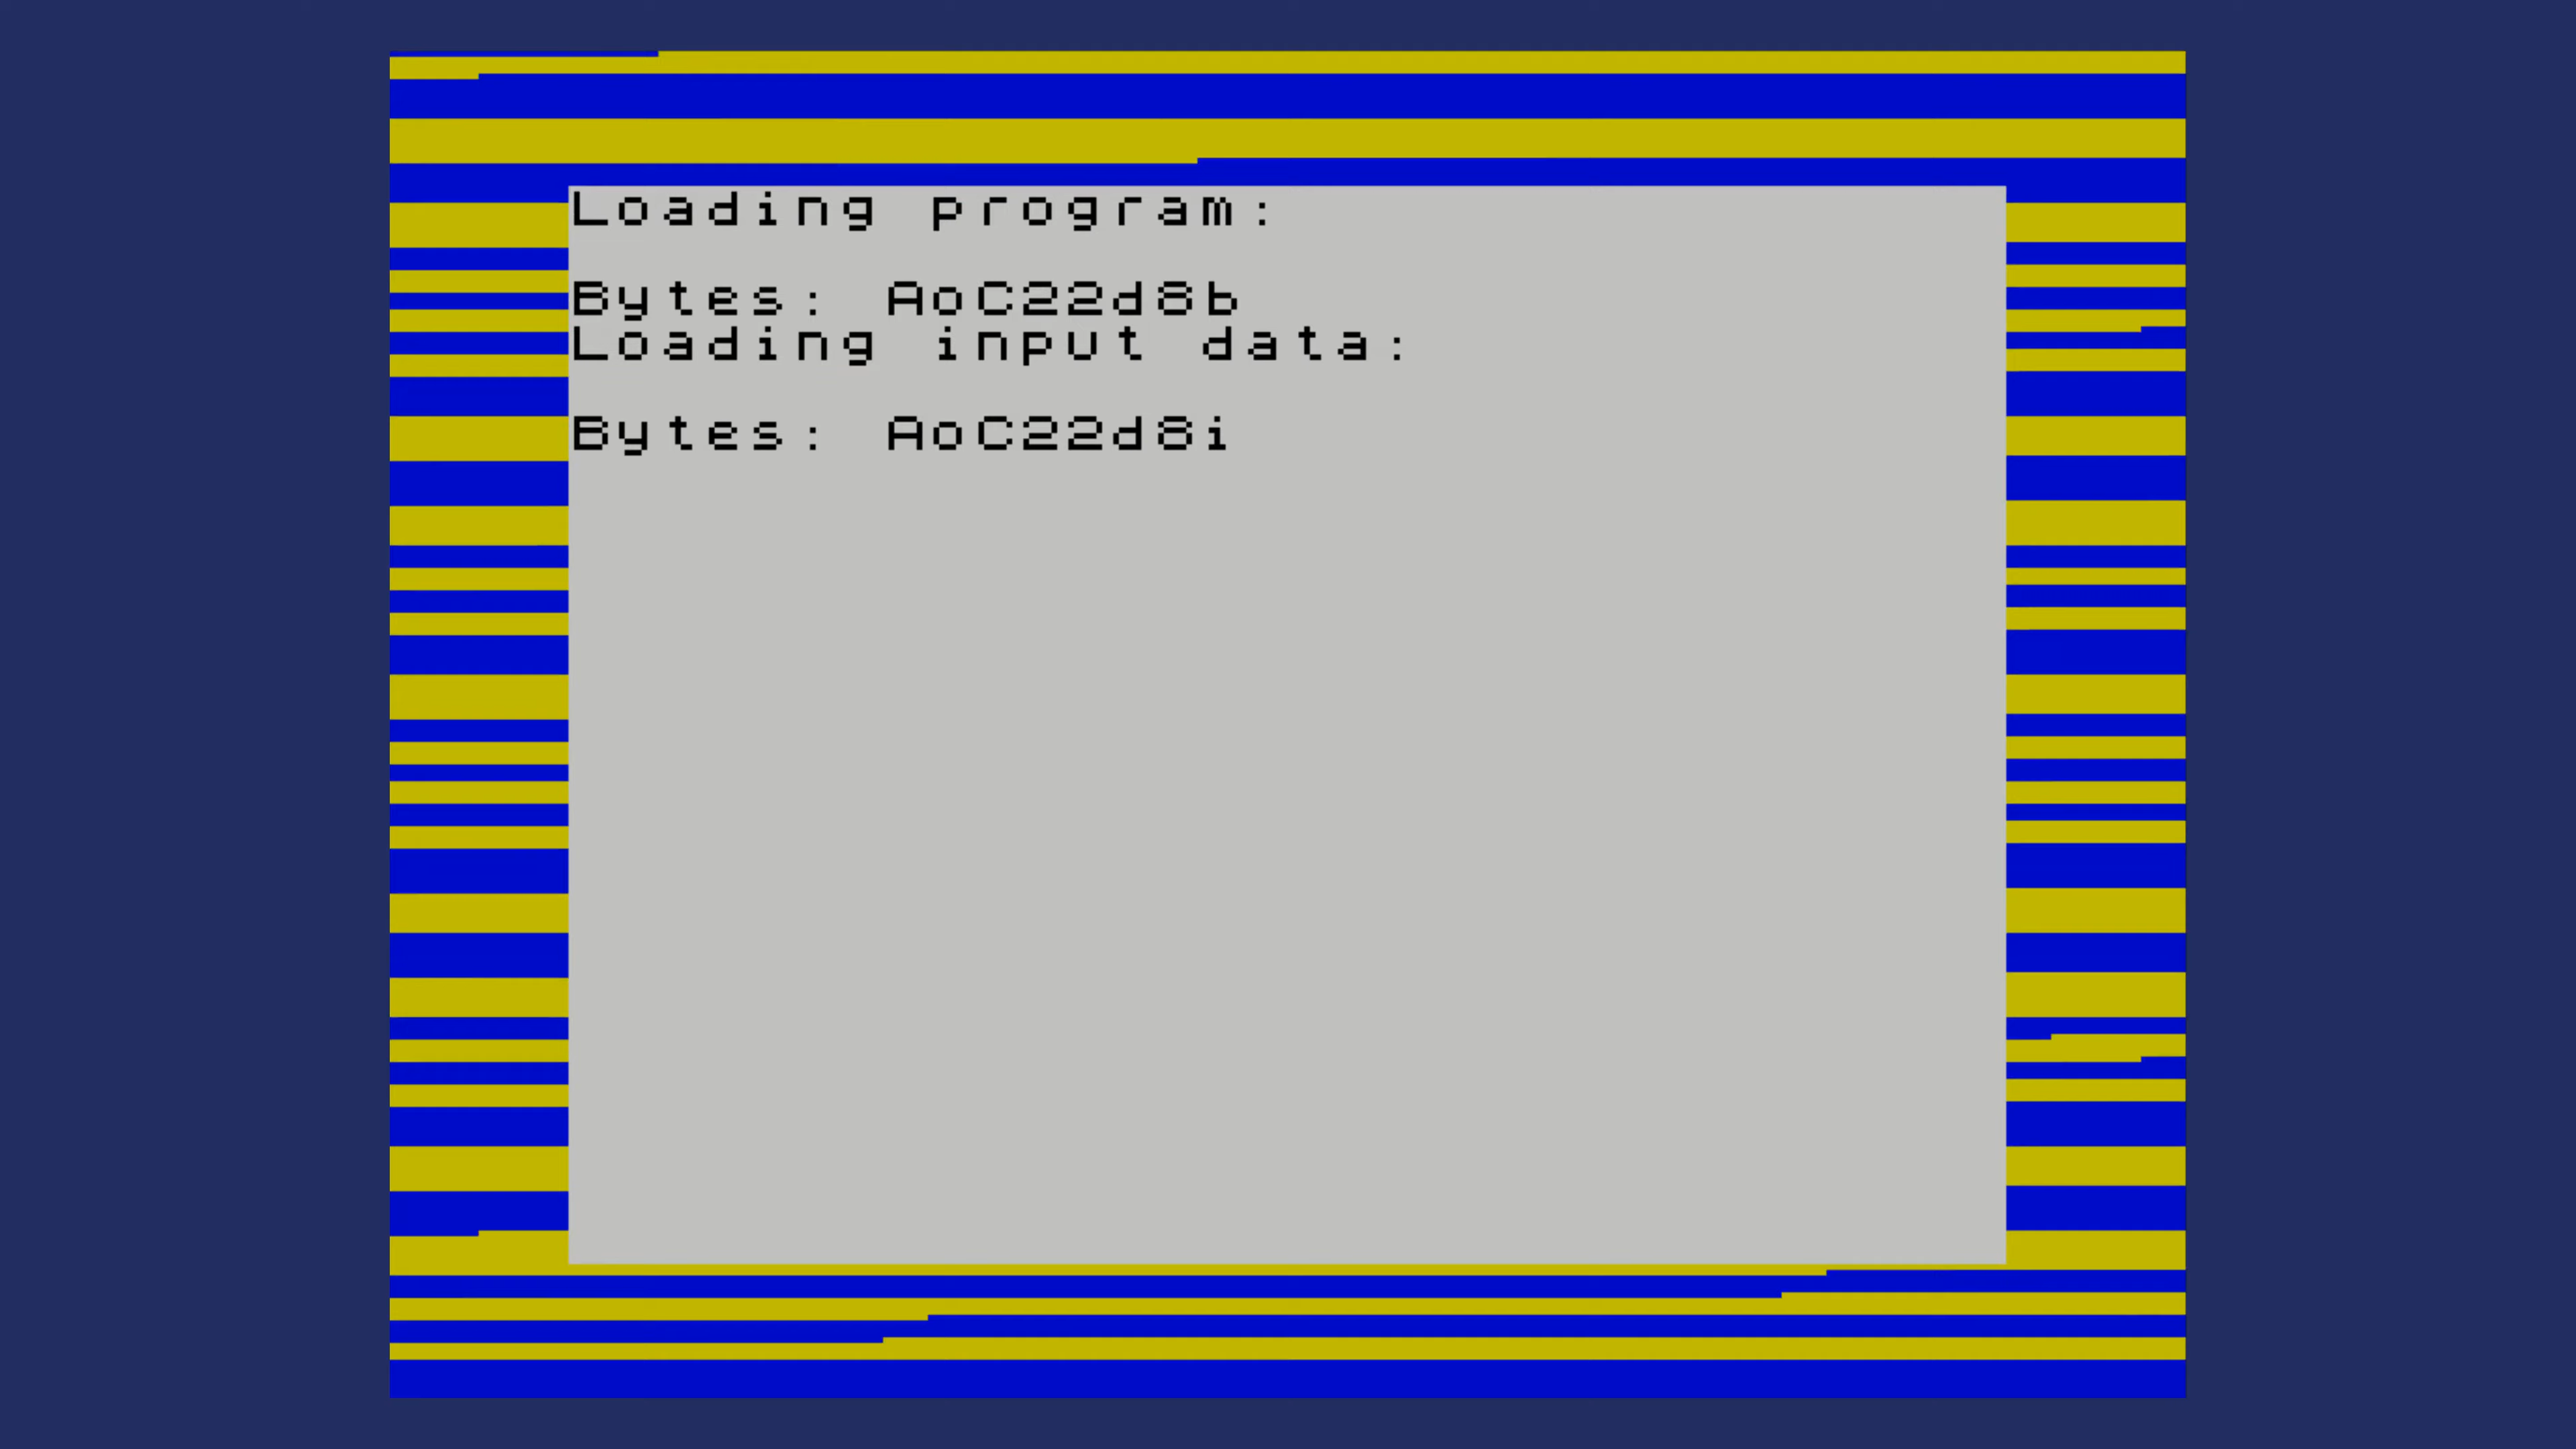 Loading program:
Bytes: AoC22d8b
Loading input data:
Bytes: AoC22d8i